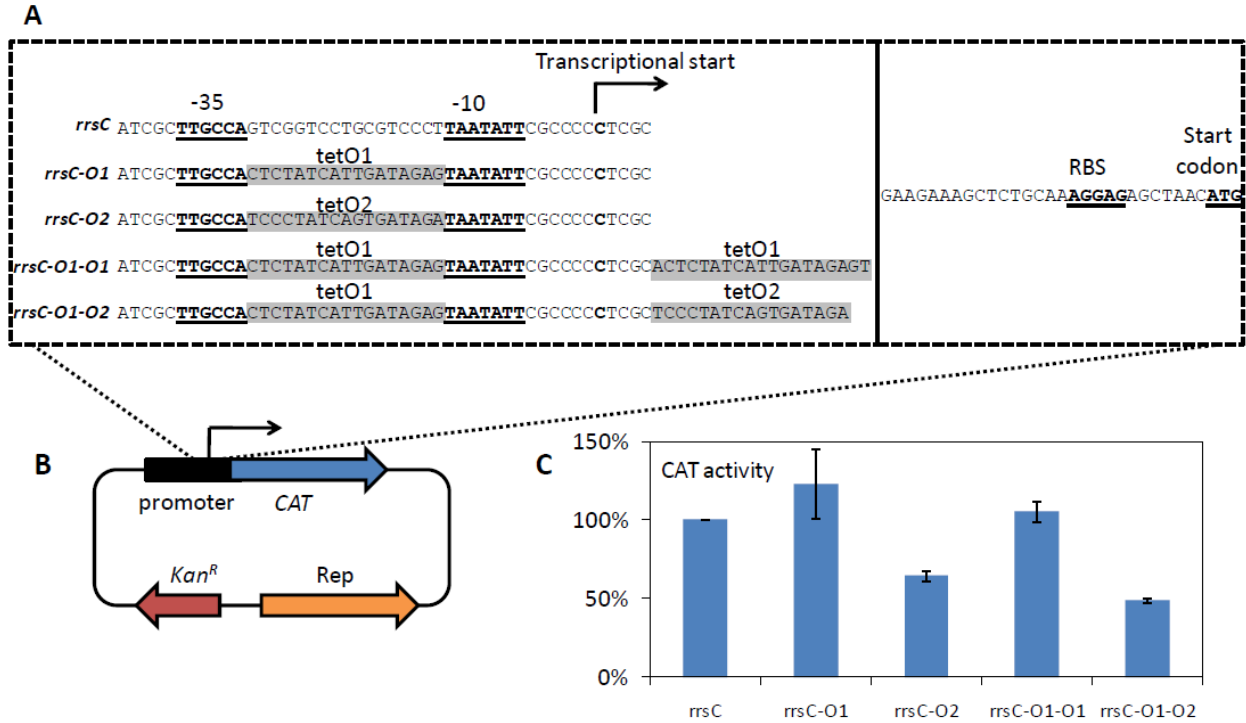 A
Transcriptional start
-35 -10
rrsC ATCGCTTGCCAGTCGGTCCTGCGTCCCTTAATATTCGCCCCCTCGC
tetO1
rrsC-O1 ATCGCTTGCCACTCTATCATTGATAGAGTAATATTCGCCCCCTCGC
tetO2
rrsC-O2 ATCGCTTGCCATCCCTATCAGTGATAGATAATATTCGCCCCCTCGC
tetO1 tetO1
rrsC-O1-O1 ATCGCTTGCCACTCTATCATTGATAGAGTAATATTCGCCCCCTCGCACTCTATCATTGATAGAGT
tetO1 tetO2
rrsC-O1-O2 ATCGCTTGCCACTCTATCATTGATAGAGTAATATTCGCCCCCTCGCTCCCTATCAGTGATAGA
Start
RBS codon
GAAGAAAGCTCTGCAAAGGAGAGCTAACATG
B
promoter CAT
KanR Rep
C
CAT activity
150%
100%
50%
0%
rrsC rrsC-O1 rrsC-O2 rrsC-O1-O1 rrsC-O1-O2